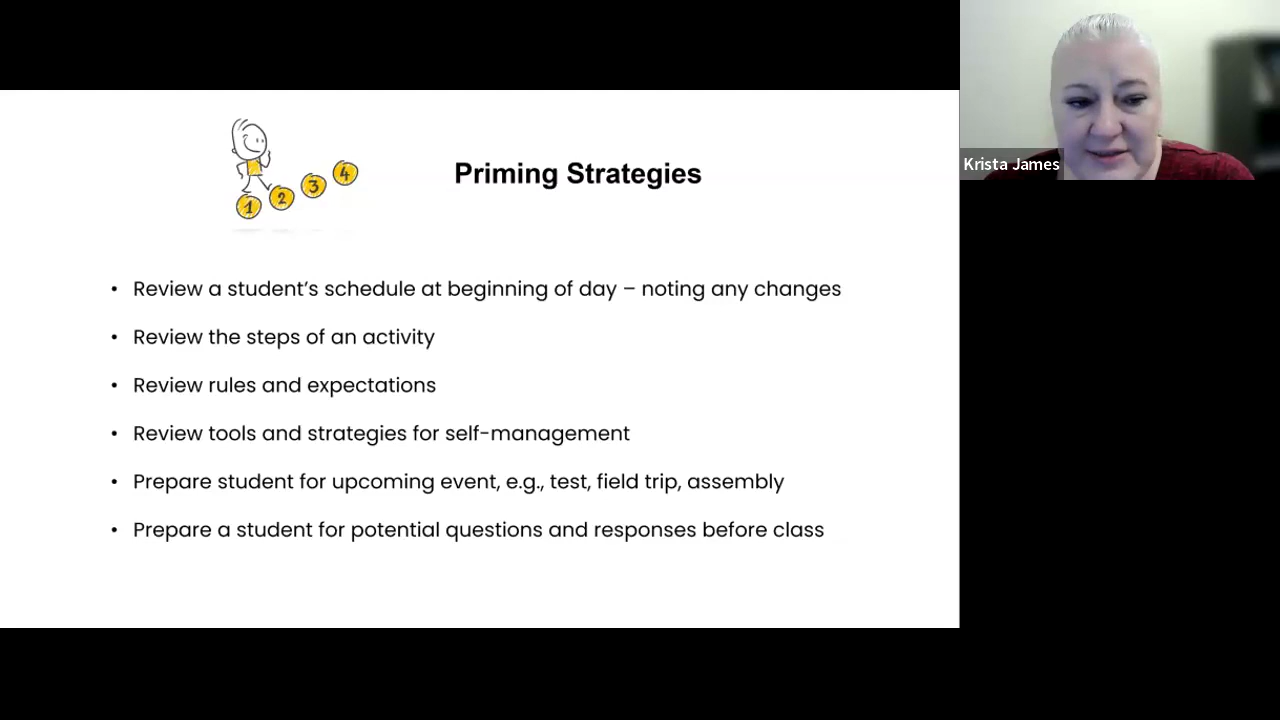 1
2
3
4
Priming Strategies
Krista James
• Review a student’s schedule at beginning of day – noting any changes
• Review the steps of an activity
• Review rules and expectations
• Review tools and strategies for self-management
• Prepare student for upcoming event, e.g., test, field trip, assembly
• Prepare a student for potential questions and responses before class